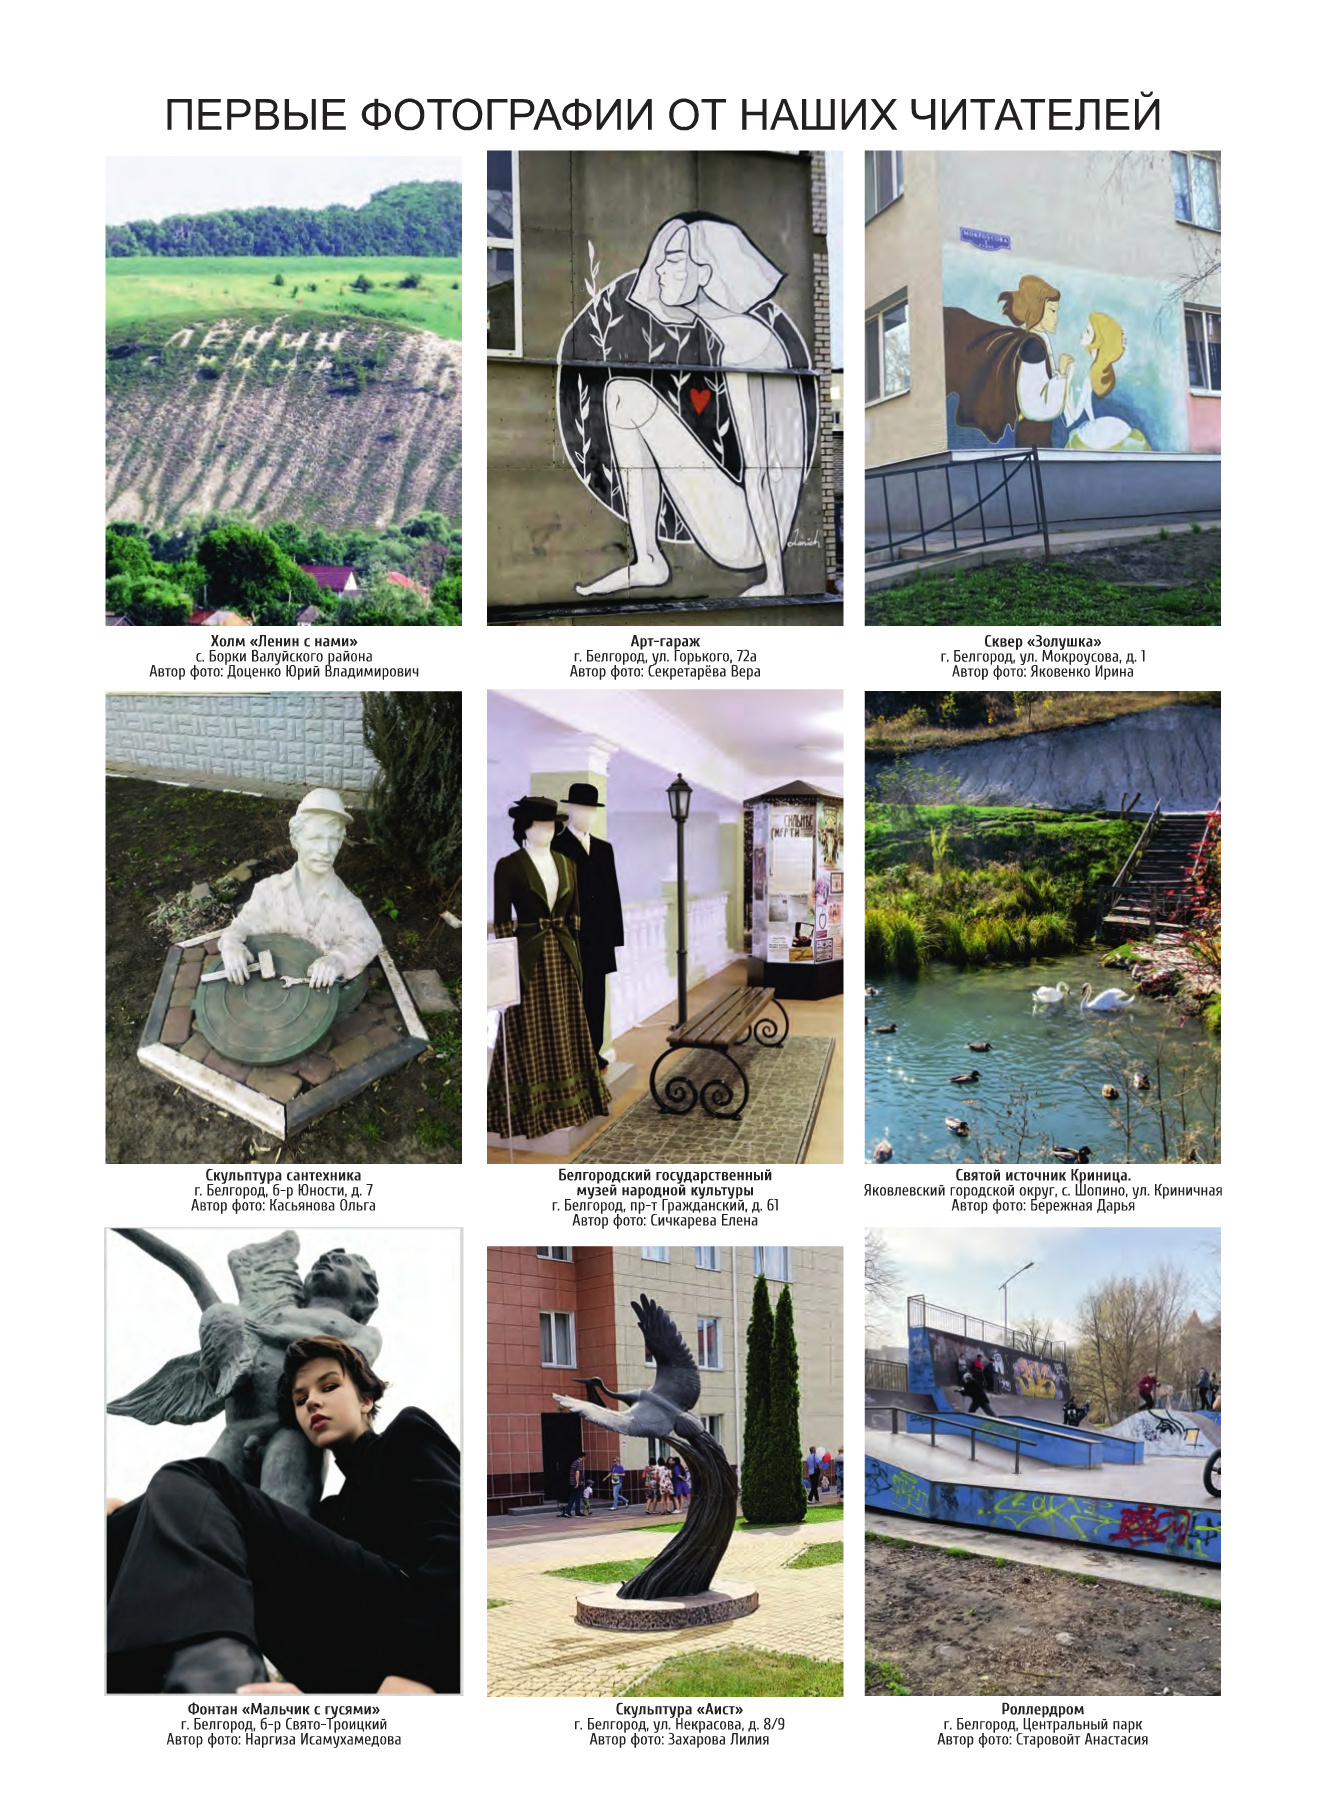 ПЕРВЫЕ ФОТОГРАФИИ ОТ НАШИХ ЧИТАТЕЛЕЙ
ЛЕНИН
МОКРОУСОВА
Холм «Ленин с нами»
с. Борки Валуйского района
Автор фото: Доценко Юрий Владимирович
Арт-гараж
г. Белгород, ул. Горького, 72а
Автор фото: Секретарёва Вера
Сквер «Золушка»
г. Белгород, ул. Мокроусова, д. 1
Автор фото: Яковенко Ирина
СИЛЬНЕЕ
СМЕРТИ
Скульптура сантехника
г. Белгород, б-р Юности, д. 7
Автор фото: Касьянова Ольга
Белгородский государственный
музей народной культуры
г. Белгород, пр-т Гражданский, д. 61
Автор фото: Сичкарева Елена
Святой источник Криница.
Яковлевский городской округ, с. Шопино, ул. Криничная
Автор фото: Бережная Дарья
Фонтан «Мальчик с гусями»
г. Белгород, б-р Свято-Троицкий
Автор фото: Наргиза Исамухамедова
Скульптура «Аист»
г. Белгород, ул. Некрасова, д. 8/9
Автор фото: Захарова Лилия
Роллердром
г. Белгород, Центральный парк
Автор фото: Старовойт Анастасия